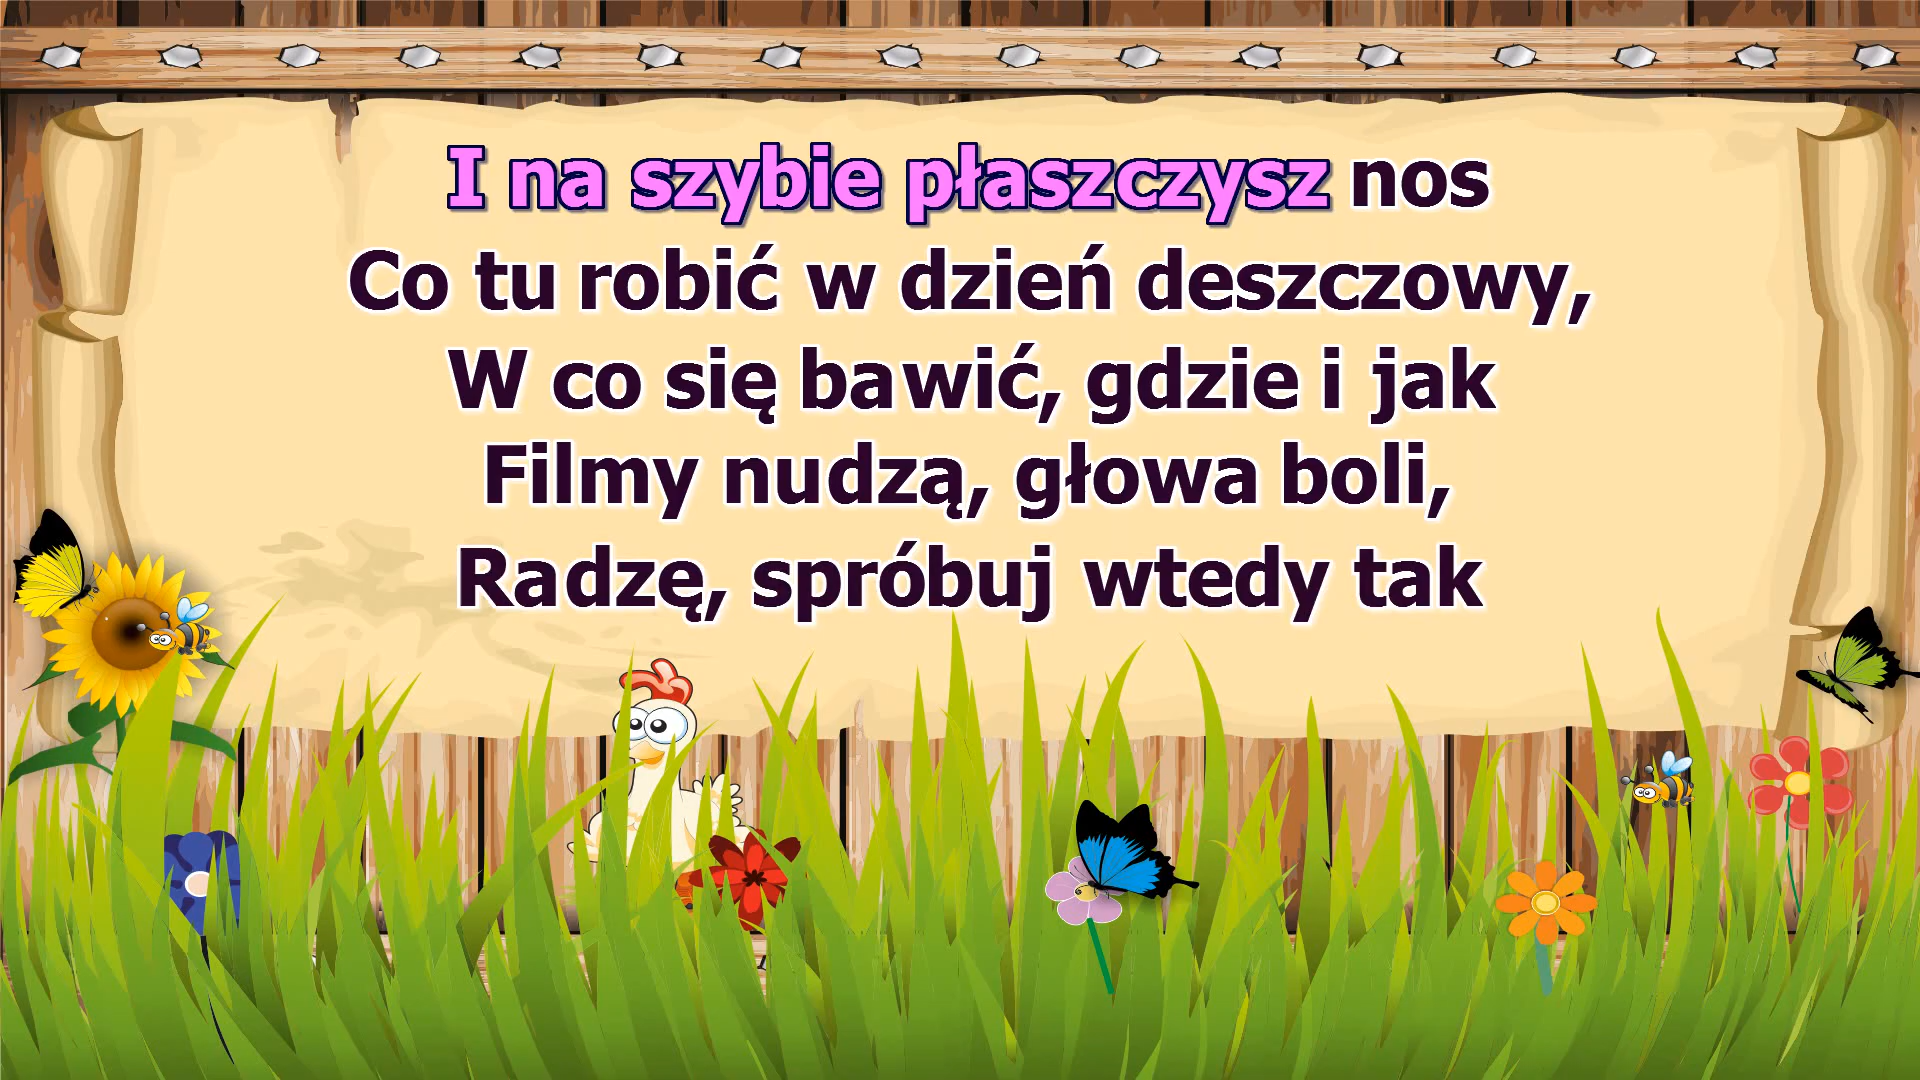 I na szybie płaszczysz nos
Co tu robić w dzień deszczowy,
W co się bawić, gdzie i jak
Filmy nudzą, głowa boli,
Radzę, spróbuj wtedy tak